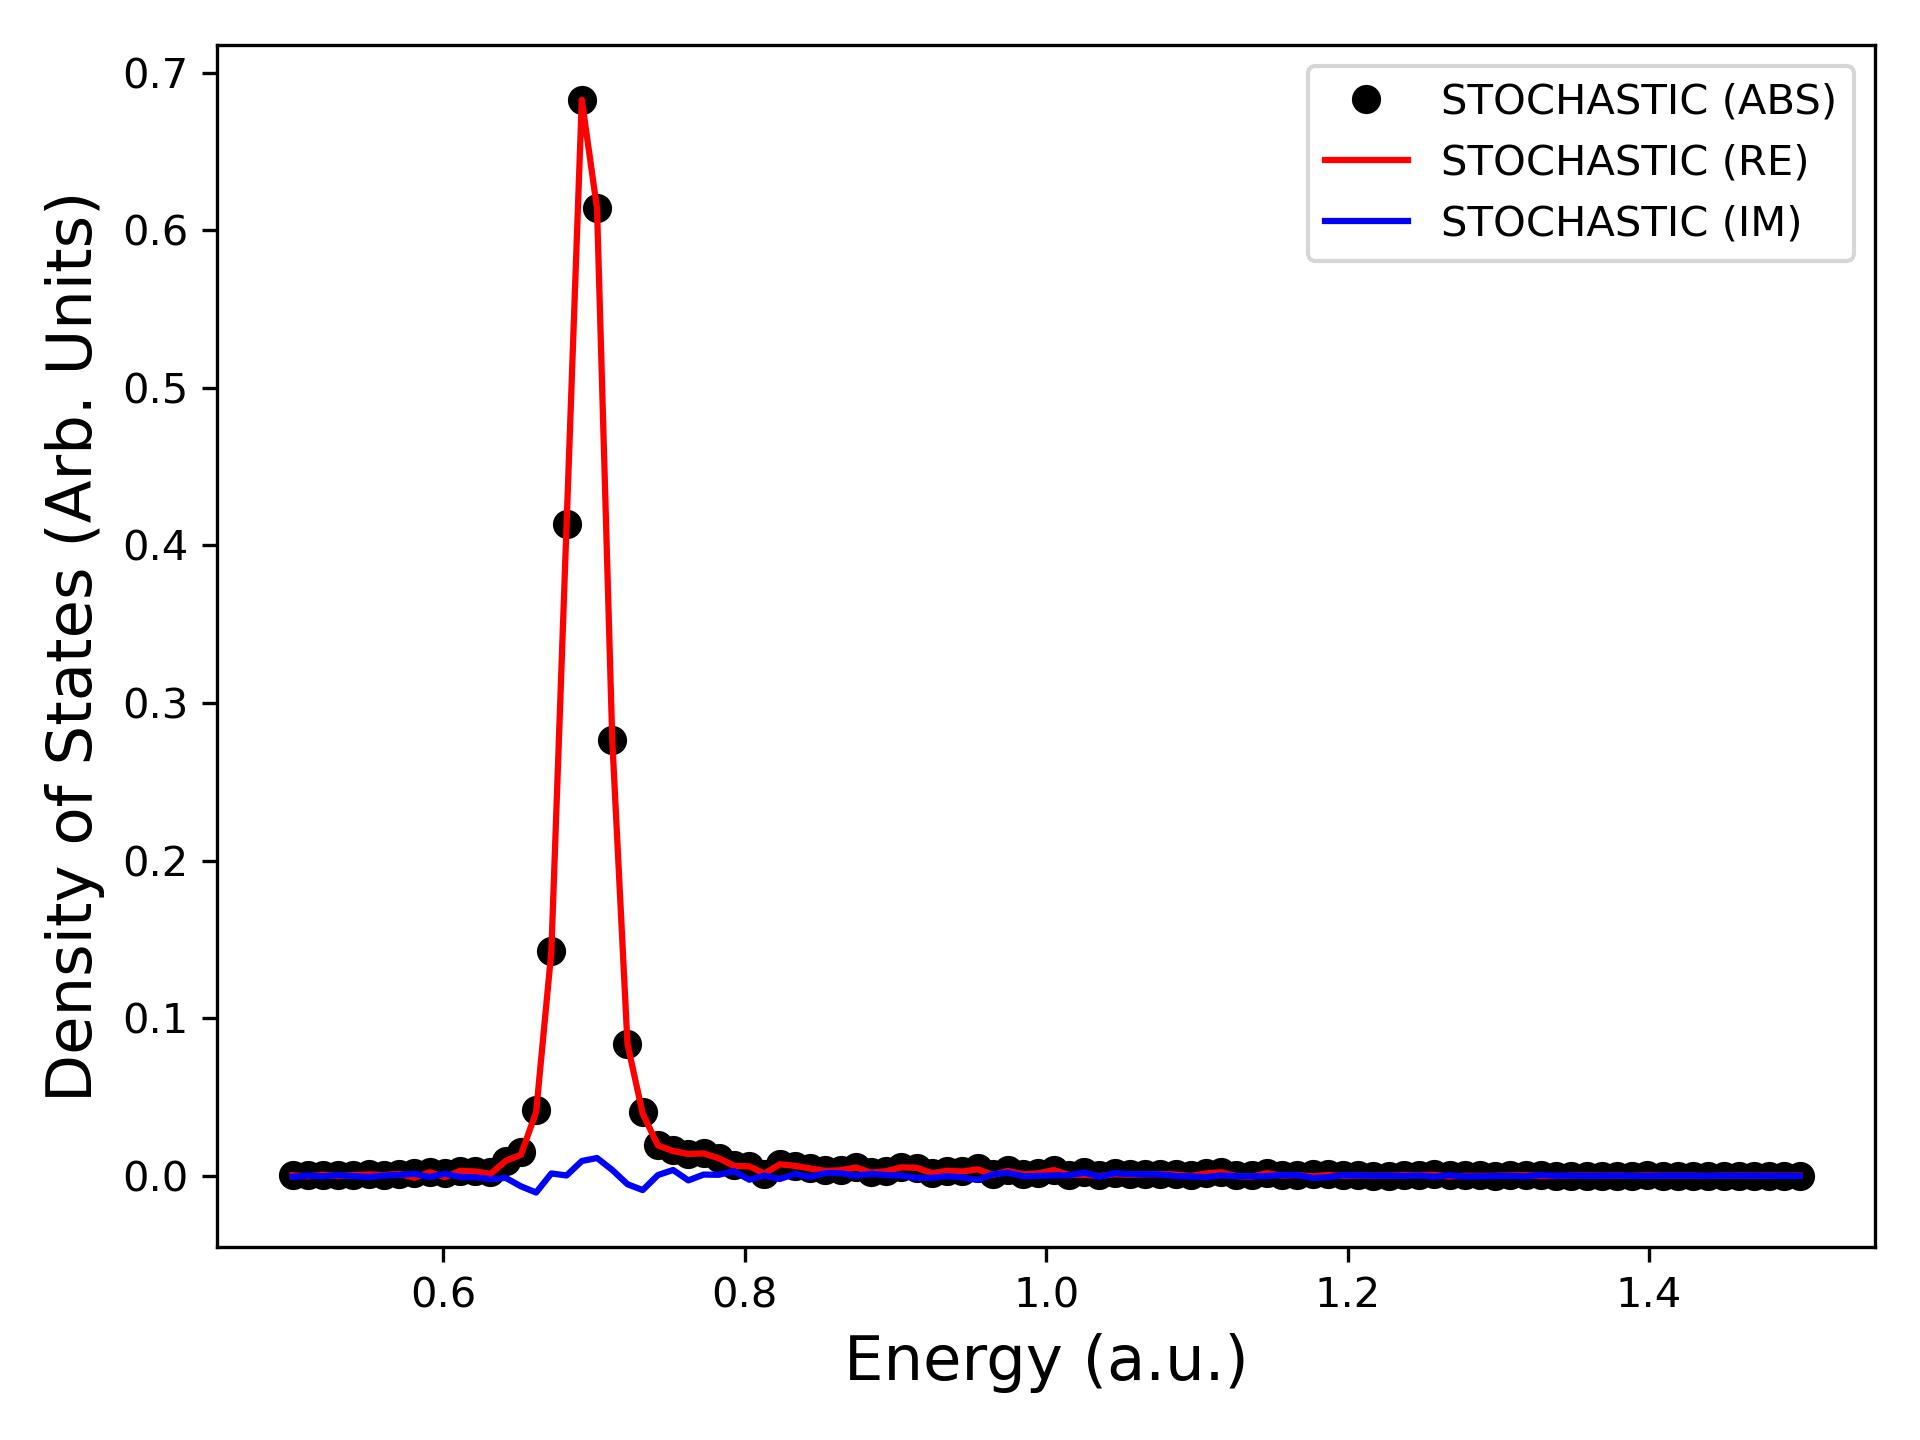 0.7
0.6
0.5
0.4
0.3
0.2
0.1
0.0
Density of States (Arb. Units)
STOCHASTIC (ABS)
STOCHASTIC (RE)
STOCHASTIC (IM)
0.6 0.8 1.0 1.2 1.4
Energy (a.u.)